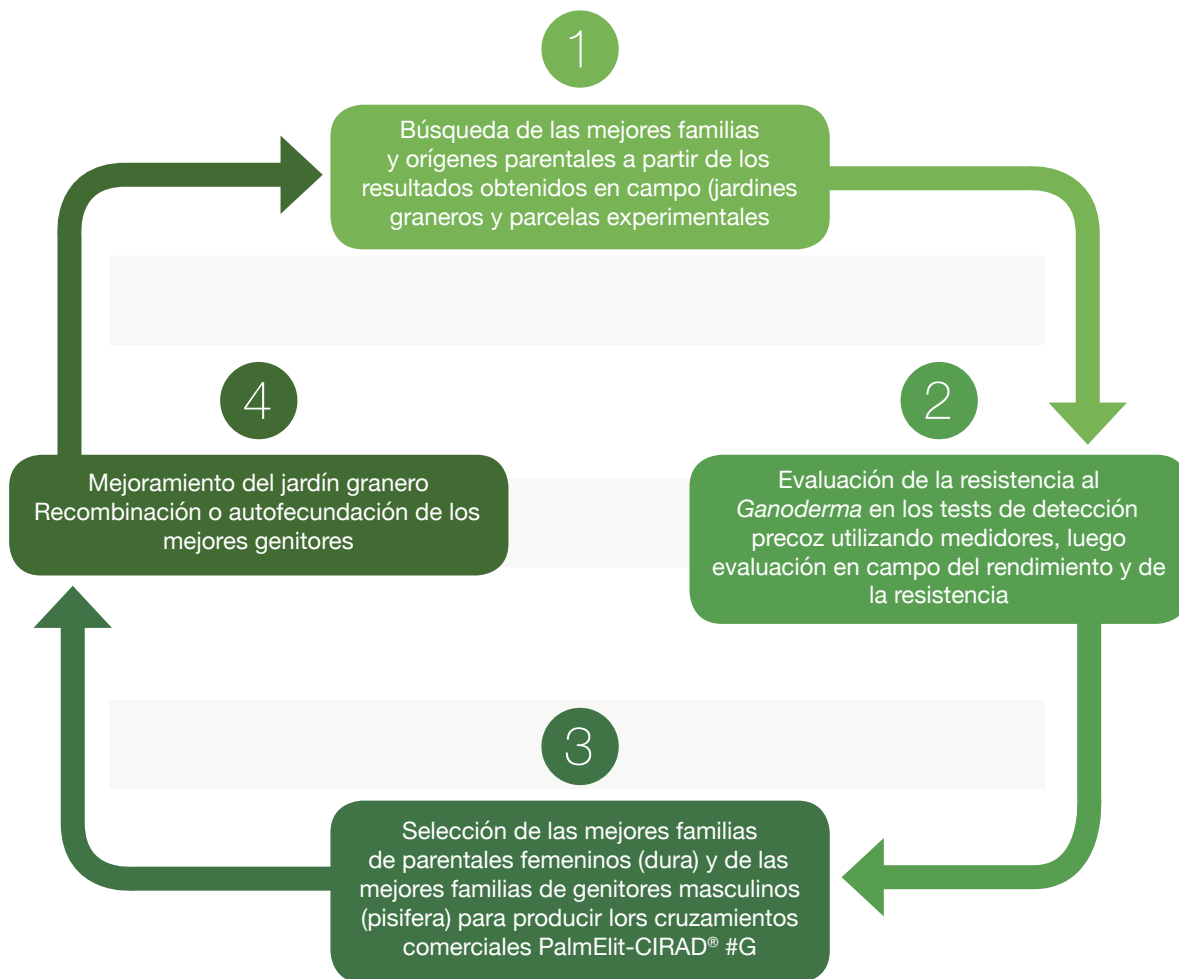 1
Búsqueda de las mejores familias
y orígenes parentales a partir de los
resultados obtenidos en campo (jardines
graneros y parcelas experimentales
2
Evaluación de la resistencia al
Ganoderma en los tests de detección
precoz utilizando medidores, luego
evaluación en campo del rendimiento y de
la resistencia
3
Selección de las mejores familias
de parentales femeninos (dura) y de las
mejores familias de genitores masculinos
(pisifera) para producir lors cruzamientos
comerciales PalmElit-CIRAD® #G
4
Mejoramiento del jardín granero
Recombinación o autofecundación de los
mejores genitores